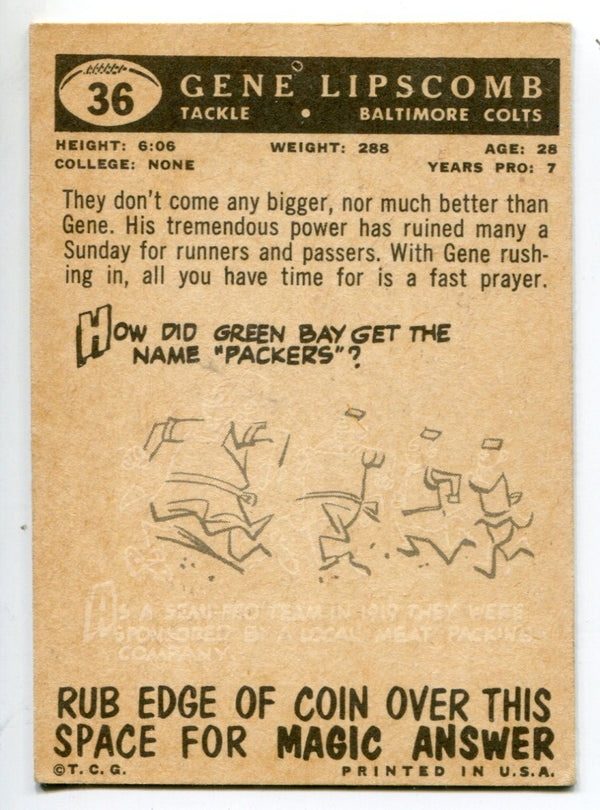 36
GENE LIPSCOMB
TACKLE • BALTIMORE COLTS
HEIGHT: 6:06 WEIGHT: 288 AGE: 28
COLLEGE: NONE YEARS PRO: 7
They don't come any bigger, nor much better than
Gene. His tremendous power has ruined many a
Sunday for runners and passers. With Gene rush-
ing in, all you have time for is a fast prayer.
HOW DID GREEN BAY GET THE
NAME "PACKERS"?
AS A SEMI-PRO TEAM IN 1919 THEY WERE
SPONSORED BY A LOCAL MEAT PACKING
COMPANY.
RUB EDGE OF COIN OVER THIS
SPACE FOR MAGIC ANSWER
©T.C.G. PRINTED IN U.S.A.